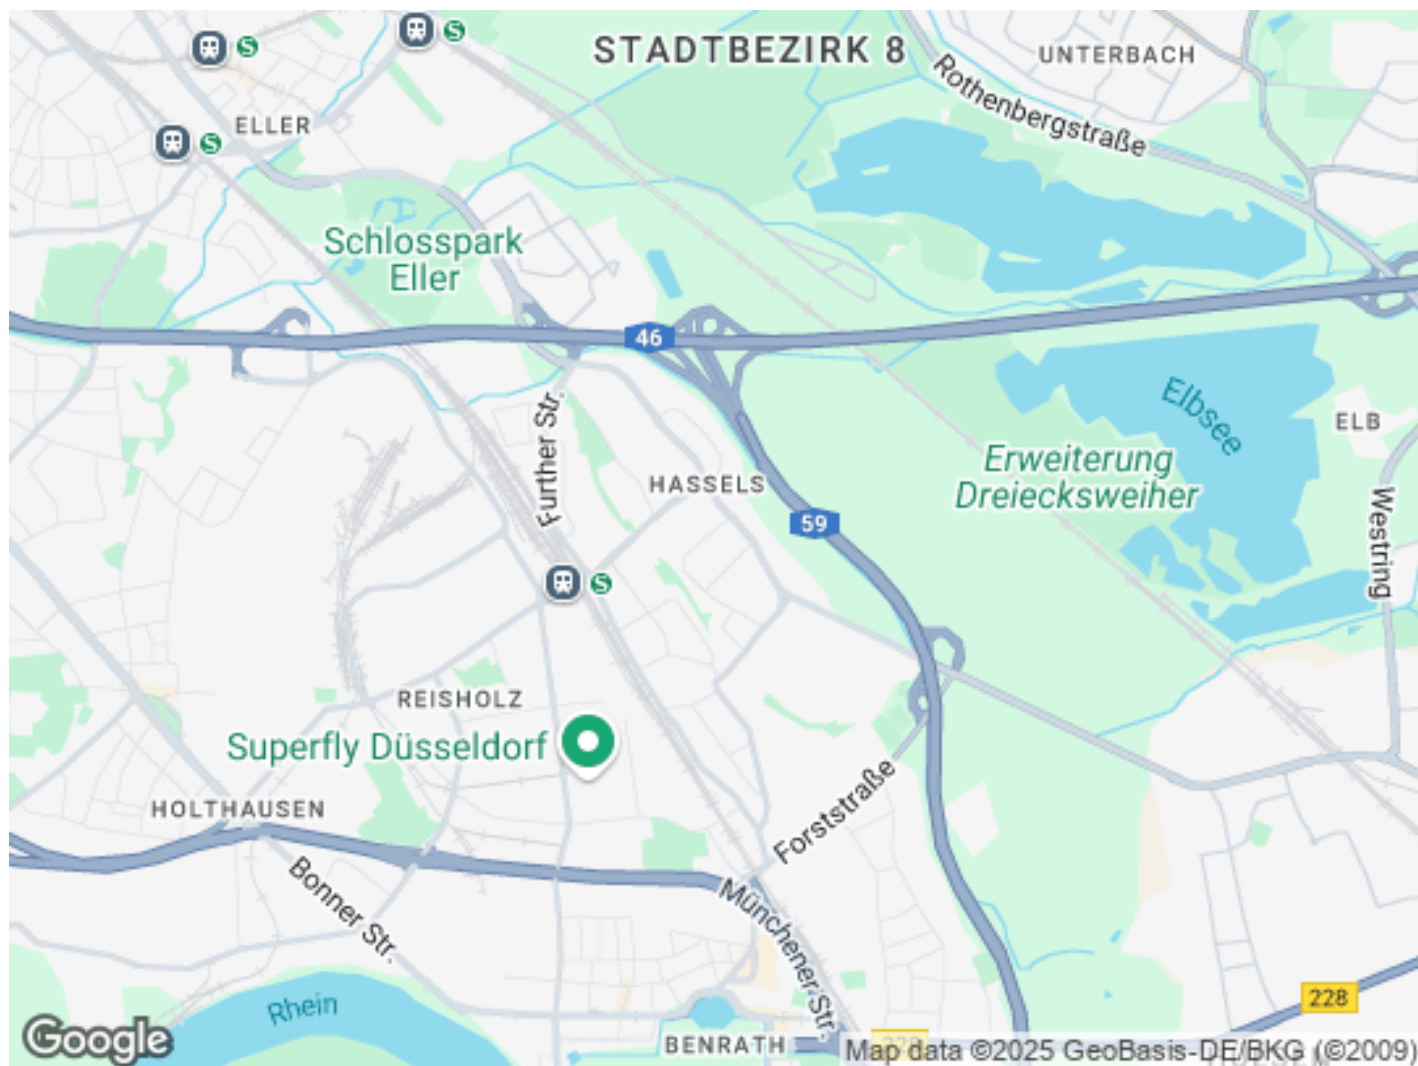 STADTBEZIRK 8
UNTERBACH
S
S
Rothenbergstraße
ELLER
S
Schlosspark
Eller
46
Elbsee
ELB
Further Str.
HASSELS
Erweiterung
Dreiecksweiher
59
Westring
S
REISHOLZ
Superfly Düsseldorf
HOLTHAUSEN
Forststraße
Bonner Str.
Münchener Str.
Rhein
228
228
BENRATH
Google
Map data ©2025 GeoBasis-DE/BKG (©2009)